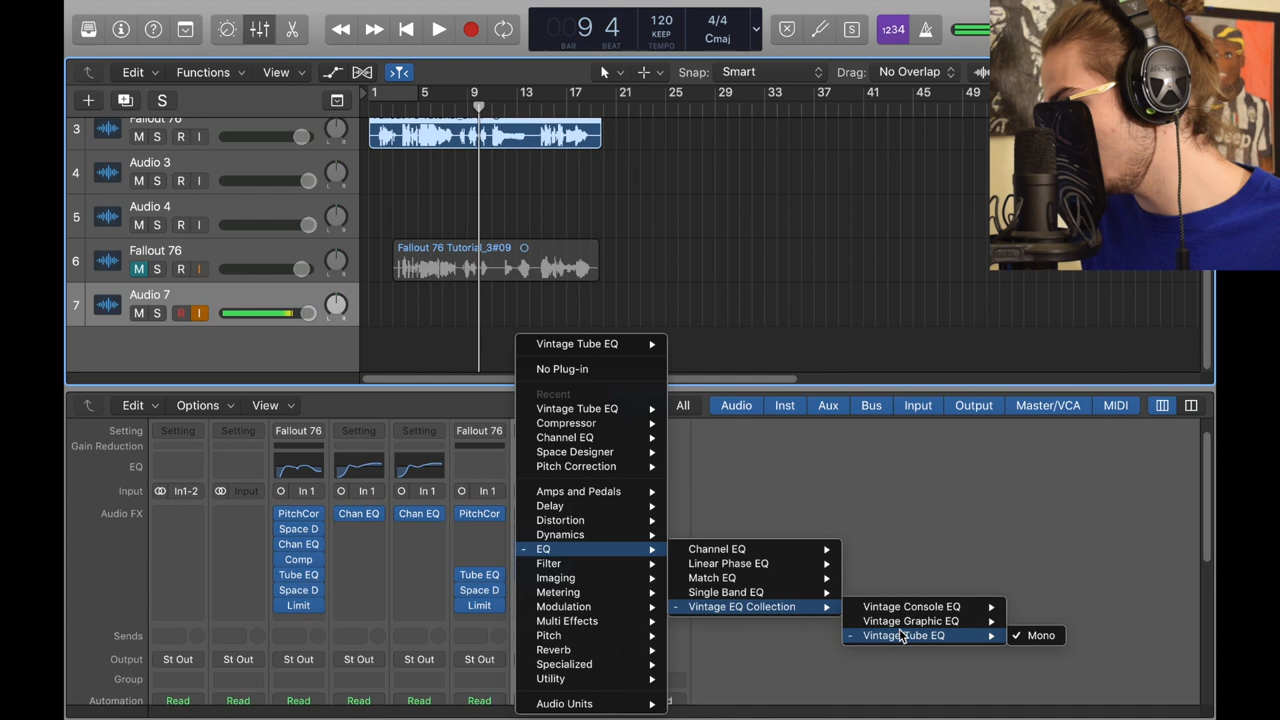 9 4
BAR BEAT
120
KEEP
TEMPO
4/4
Cmaj
S
1234
Edit Functions View Snap: Smart Drag: No Overlap
S
1 5 9 13 17 21 25 29 33 37 41 45 49
3 Fallout 76
M S R I
4 Audio 3
M S R I
L R
5 Audio 4
M S R I
L R
6 Fallout 76
M S R I
L R
Fallout 76 Tutorial_3#09
7 Audio 7
M S R I
L R
Edit Options View All Audio Inst Aux Bus Input Output Master/VCA MIDI
Setting Setting Setting Fallout 76 Setting Setting Fallout 76
Gain Reduction
EQ
Input In1-2 Input In 1 In 1 In 1 In 1
Audio FX PitchCor Chan EQ Chan EQ PitchCor
Space D
Chan EQ
Comp
Tube EQ Tube EQ
Space D Space D
Limit Limit
Sends
Output St Out St Out St Out St Out St Out St Out
Group
Automation Read Read Read Read Read Read
Vintage Tube EQ
No Plug-in
Recent
Vintage Tube EQ
Compressor
Channel EQ
Space Designer
Pitch Correction
Amps and Pedals
Delay
Distortion
Dynamics
- EQ
Filter
Imaging
Metering
Modulation
Multi Effects
Pitch
Reverb
Specialized
Utility
Audio Units
Channel EQ
Linear Phase EQ
Match EQ
Single Band EQ
- Vintage EQ Collection
Vintage Console EQ
Vintage Graphic EQ
- Vintage Tube EQ
✓ Mono